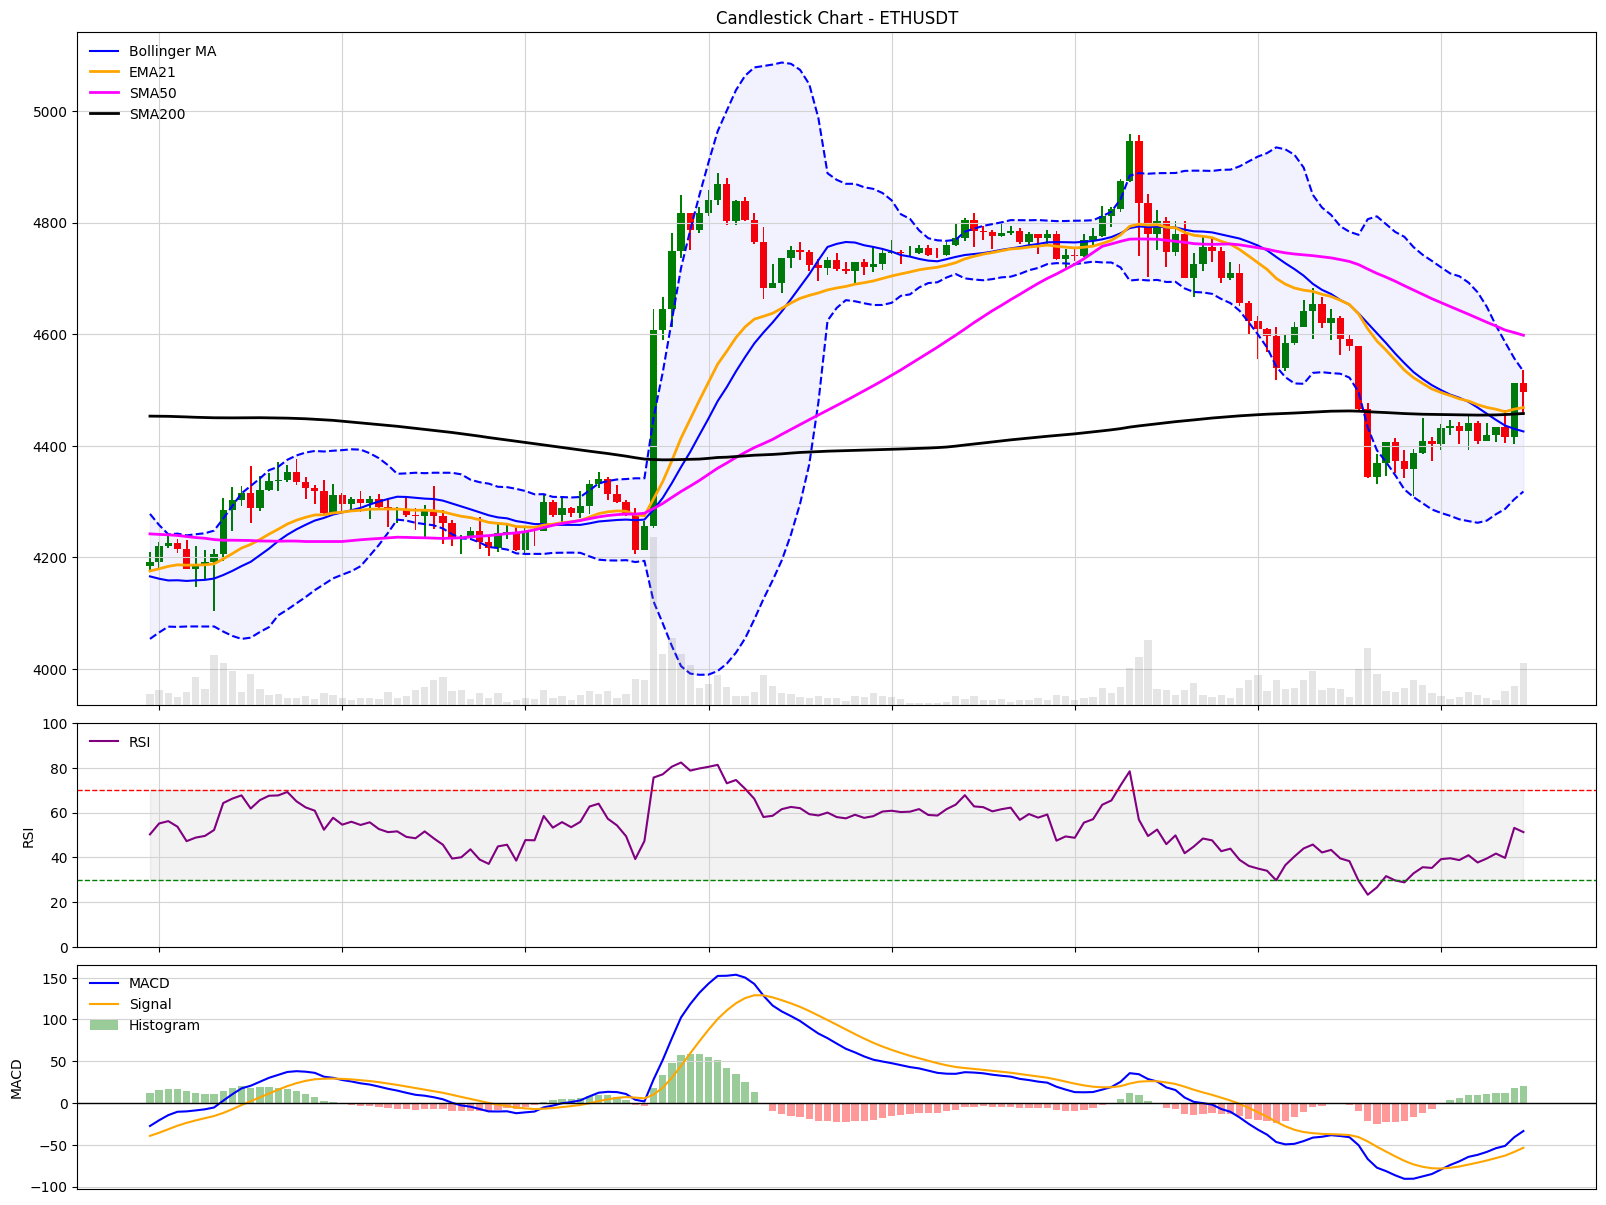 Candlestick Chart - ETHUSDT
Bollinger MA
EMA21
SMA50
SMA200
5000
4800
4600
4400
4200
4000
100
80
60
40
20
0
RSI
RSI
150
100
50
0
−50
−100
MACD
MACD
Signal
Histogram